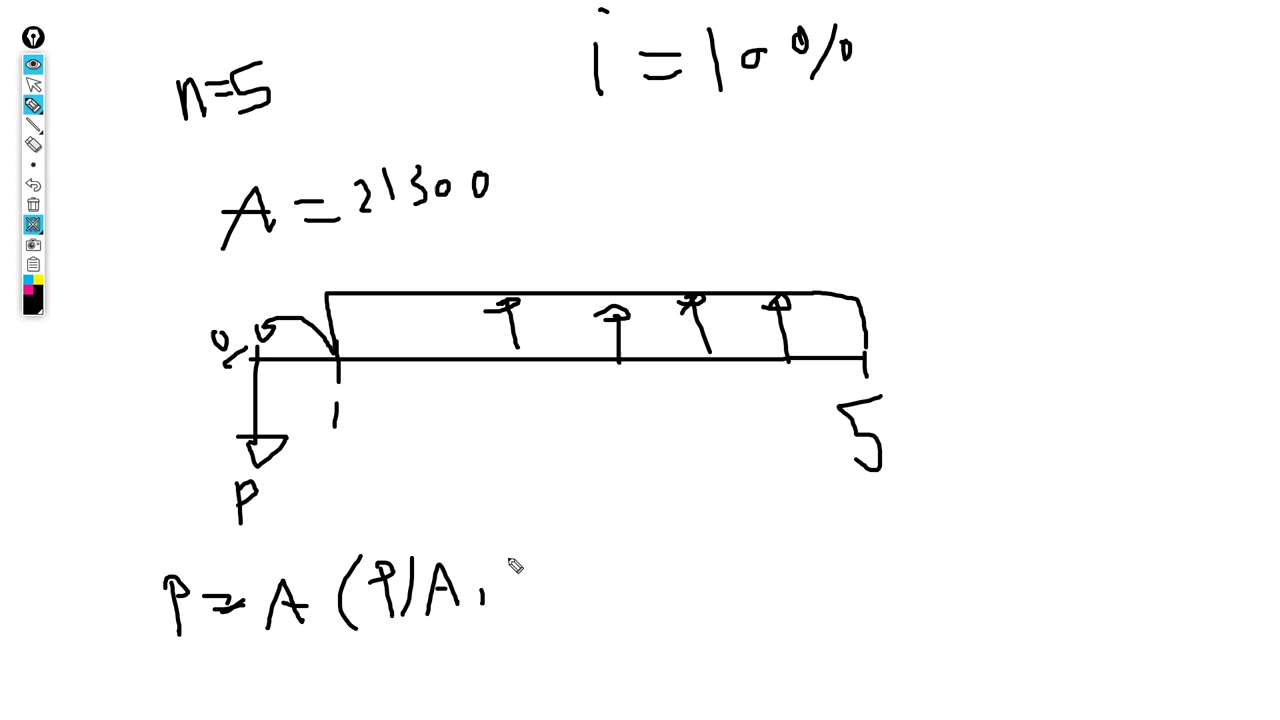 i = 10%
n=5
A = 21300
0
1
5
P
P = A (P/A,